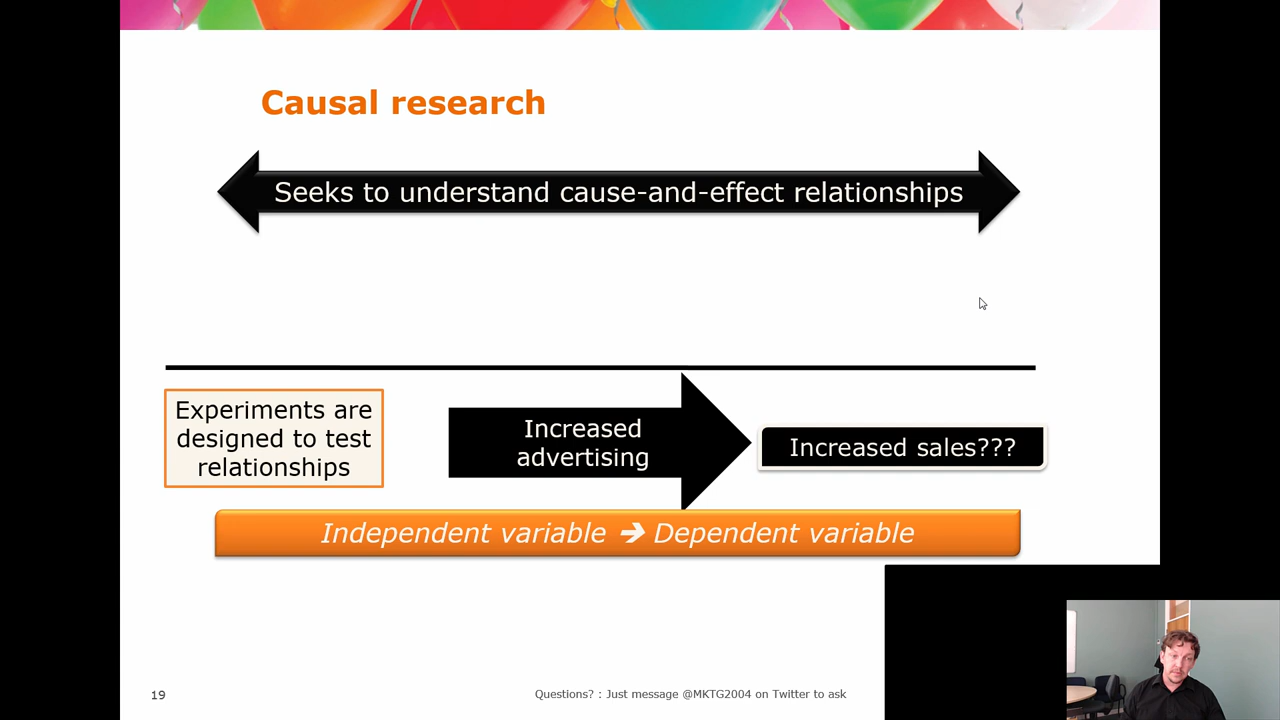 Causal research
Seeks to understand cause-and-effect relationships
Experiments are
designed to test
relationships
Increased
advertising
Increased sales???
Independent variable → Dependent variable
19
Questions? : Just message @MKTG2004 on Twitter to ask